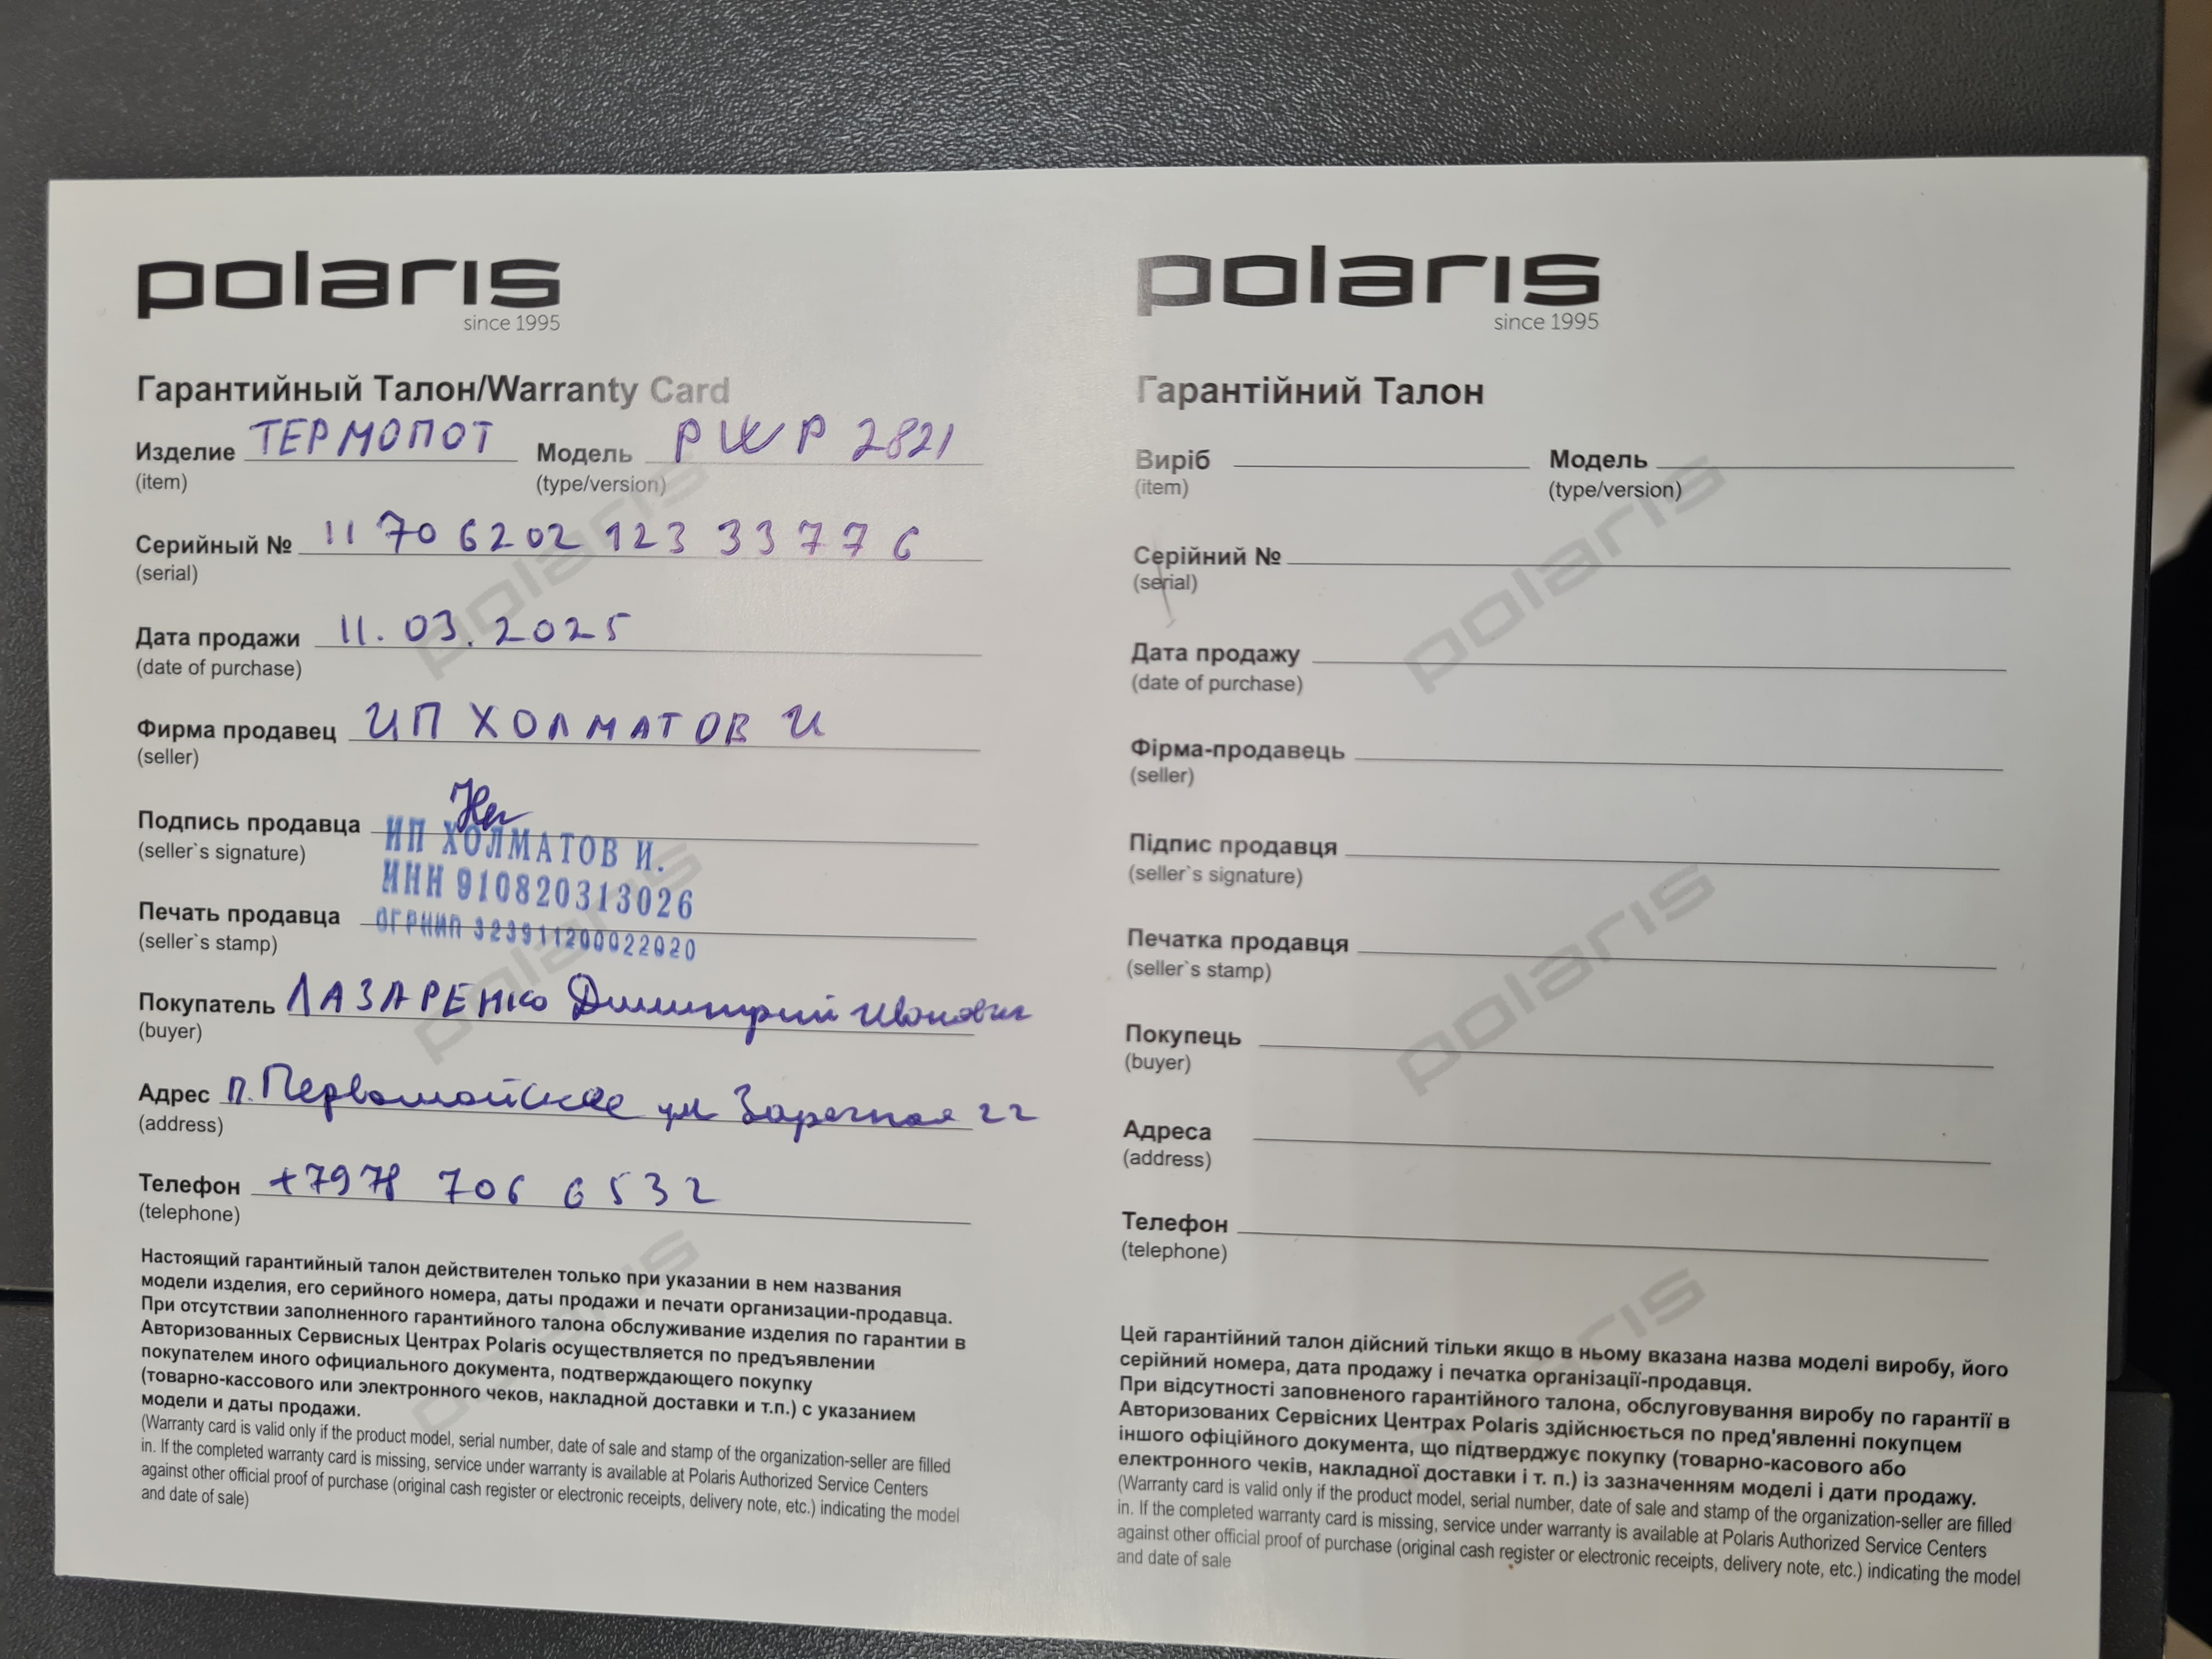 polaris
since 1995
Гарантийный Талон/Warranty Card
Изделие ТЕРМОПОТ Модель PWP 2821
(item) (type/version)
Серийный № 11 70 6202 123 33776
(serial)
Дата продажи 11.03.2025
(date of purchase)
Фирма продавец ИП ХОЛМАТОВ И
(seller)
Подпись продавца
(seller`s signature)
ИП ХОЛМАТОВ И.
ИНН 910820313026
ОГРНИП 323911200022020
Печать продавца
(seller`s stamp)
Покупатель ЛАЗАРЕНКО Димитрий Иванович
(buyer)
Адрес п. Первомайское ул Заречная 22
(address)
Телефон +7978 706 6532
(telephone)
Настоящий гарантийный талон действителен только при указании в нем названия
модели изделия, его серийного номера, даты продажи и печати организации-продавца.
При отсутствии заполненного гарантийного талона обслуживание изделия по гарантии в
Авторизованных Сервисных Центрах Polaris осуществляется по предъявлении
покупателем иного официального документа, подтверждающего покупку
(товарно-кассового или электронного чеков, накладной доставки и т.п.) с указанием
модели и даты продажи.
(Warranty card is valid only if the product model, serial number, date of sale and stamp of the organization-seller are filled
in. If the completed warranty card is missing, service under warranty is available at Polaris Authorized Service Centers
against other official proof of purchase (original cash register or electronic receipts, delivery note, etc.) indicating the model
and date of sale)
polaris
since 1995
Гарантійний Талон
Виріб Модель
(item) (type/version)
Серійний №
(serial)
Дата продажу
(date of purchase)
Фірма-продавець
(seller)
Підпис продавця
(seller`s signature)
Печатка продавця
(seller`s stamp)
Покупець
(buyer)
Адреса
(address)
Телефон
(telephone)
Цей гарантійний талон дійсний тільки якщо в ньому вказана назва моделі виробу, його
серійний номера, дата продажу і печатка організації-продавця.
При відсутності заповненого гарантійного талона, обслуговування виробу по гарантії в
Авторизованих Сервісних Центрах Polaris здійснюється по пред'явленні покупцем
іншого офіційного документа, що підтверджує покупку (товарно-касового або
електронного чеків, накладної доставки і т. п.) із зазначенням моделі і дати продажу.
(Warranty card is valid only if the product model, serial number, date of sale and stamp of the organization-seller are filled
in. If the completed warranty card is missing, service under warranty is available at Polaris Authorized Service Centers
against other official proof of purchase (original cash register or electronic receipts, delivery note, etc.) indicating the model
and date of sale